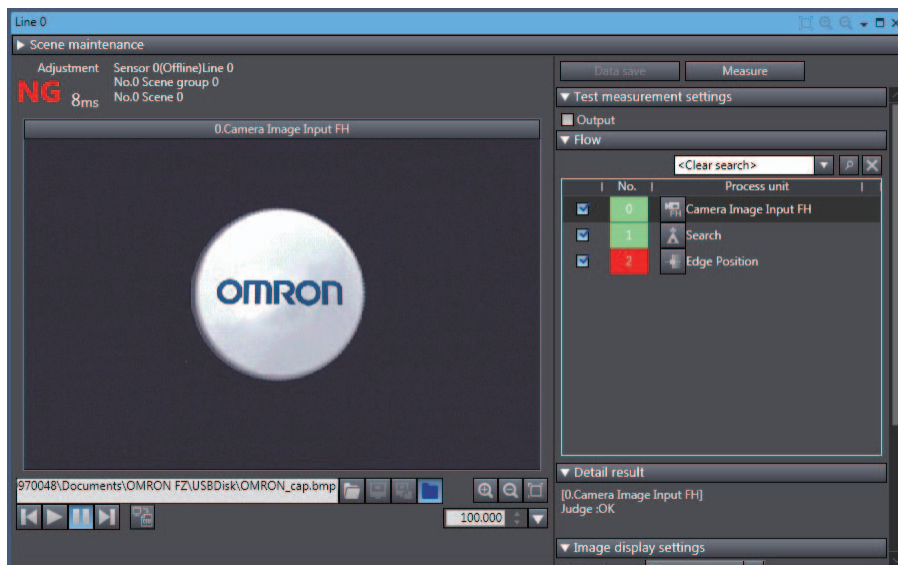 Line 0
Scene maintenance
Adjustment
NG 8ms
Sensor 0(Offline)Line 0
No.0 Scene group 0
No.0 Scene 0
0.Camera Image Input FH
OMRON
970048\Documents\OMRON FZ\USBDisk\OMRON_cap.bmp
100.000
Data save
Measure
Test measurement settings
Output
Flow
<Clear search>
No. Process unit
0 FH Camera Image Input FH
1 Search
2 Edge Position
Detail result
[0.Camera Image Input FH]
Judge :OK
Image display settings